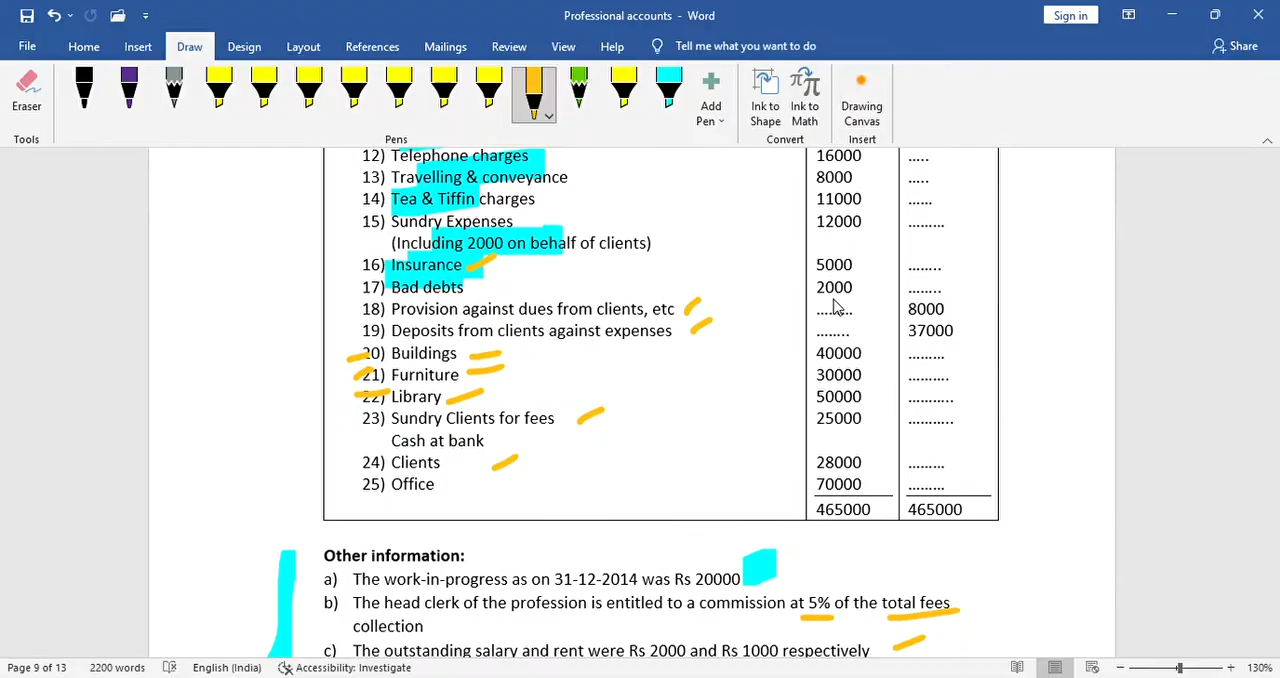 Professional accounts - Word
Sign in
File Home Insert Draw Design Layout References Mailings Review View Help Tell me what you want to do Share
Eraser
Add Pen
Ink to Shape
Ink to Math
Drawing Canvas
Tools Pens Convert Insert
12) Telephone charges 16000 .....
13) Travelling & conveyance 8000 .....
14) Tea & Tiffin charges 11000 ......
15) Sundry Expenses 12000 .........
(Including 2000 on behalf of clients)
16) Insurance 5000 ........
17) Bad debts 2000 ........
18) Provision against dues from clients, etc ......... 8000
19) Deposits from clients against expenses ........ 37000
20) Buildings 40000 .........
21) Furniture 30000 ..........
22) Library 50000 ...........
23) Sundry Clients for fees 25000 ...........
Cash at bank
24) Clients 28000 .........
25) Office 70000 .........
465000 465000
Other information:
a) The work-in-progress as on 31-12-2014 was Rs 20000
b) The head clerk of the profession is entitled to a commission at 5% of the total fees
collection
c) The outstanding salary and rent were Rs 2000 and Rs 1000 respectively
Page 9 of 13 2200 words English (India) Accessibility: Investigate 130%